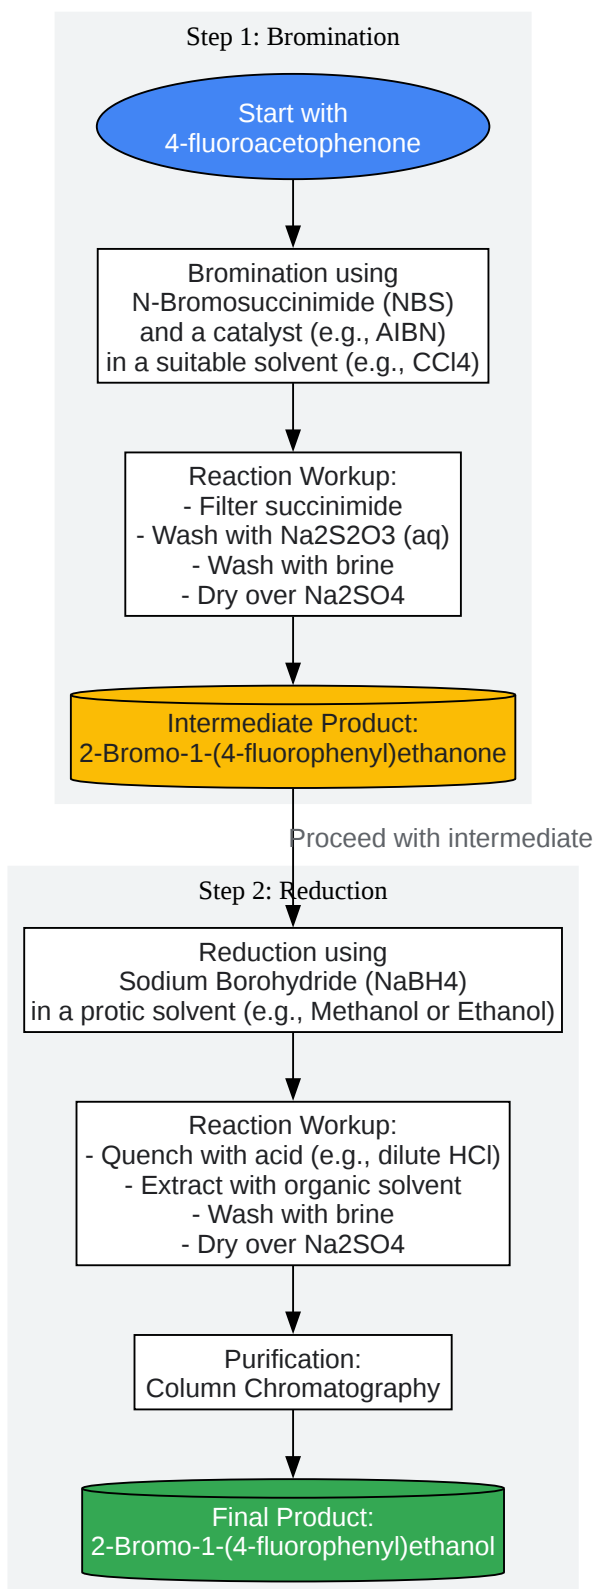 Step 1: Bromination
Start with
4-fluoroacetophenone
Bromination using
N-Bromosuccinimide (NBS)
and a catalyst (e.g., AIBN)
in a suitable solvent (e.g., CCl4)
Reaction Workup:
- Filter succinimide
- Wash with Na2S2O3 (aq)
- Wash with brine
- Dry over Na2SO4
Intermediate Product:
2-Bromo-1-(4-fluorophenyl)ethanone
Proceed with intermediate
Step 2: Reduction
Reduction using
Sodium Borohydride (NaBH4)
in a protic solvent (e.g., Methanol or Ethanol)
Reaction Workup:
- Quench with acid (e.g., dilute HCl)
- Extract with organic solvent
- Wash with brine
- Dry over Na2SO4
Purification:
Column Chromatography
Final Product:
2-Bromo-1-(4-fluorophenyl)ethanol